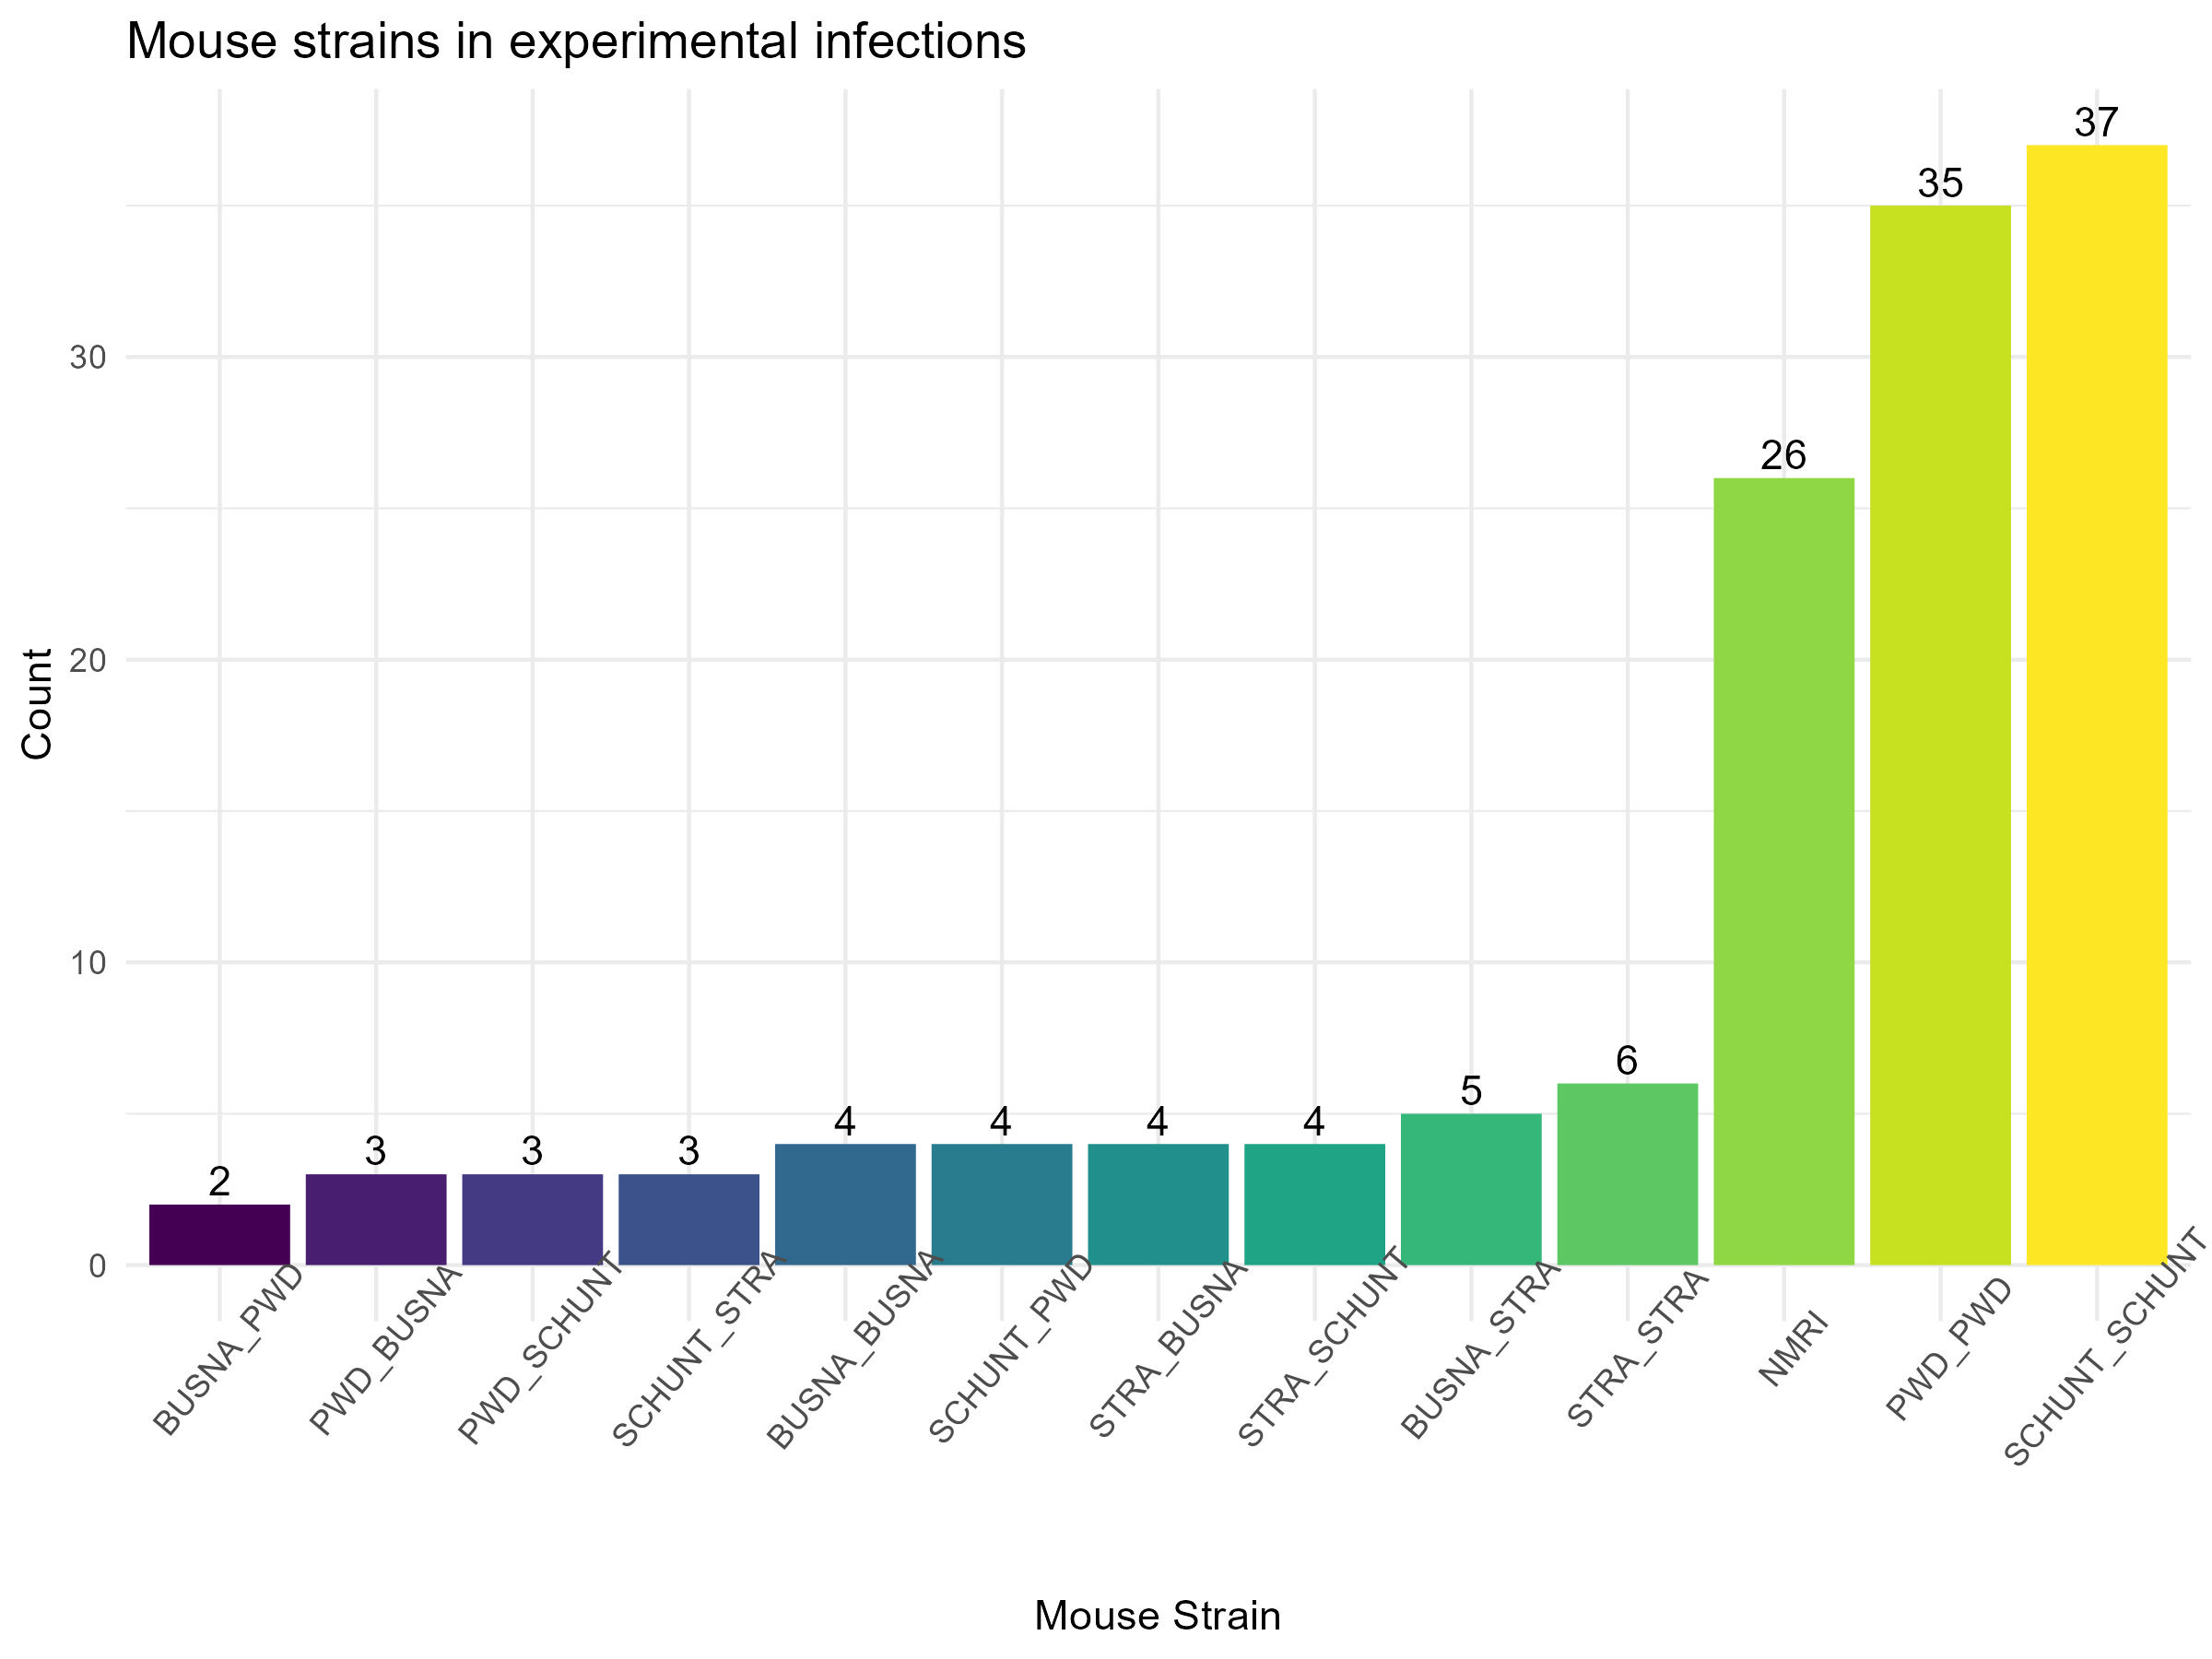 Mouse strains in experimental infections
37
35
30
26
20
Count
10
6
5
4
4
4
4
3
3
3
2
0
BUSNA_PWD
PWD_BUSNA
PWD_SCHUNT
SCHUNT_STRA
BUSNA_BUSNA
SCHUNT_PWD
STRA_BUSNA
STRA_SCHUNT
BUSNA_STRA
STRA_STRA
NMRI
PWD_PWD
SCHUNT_SCHUNT
Mouse Strain